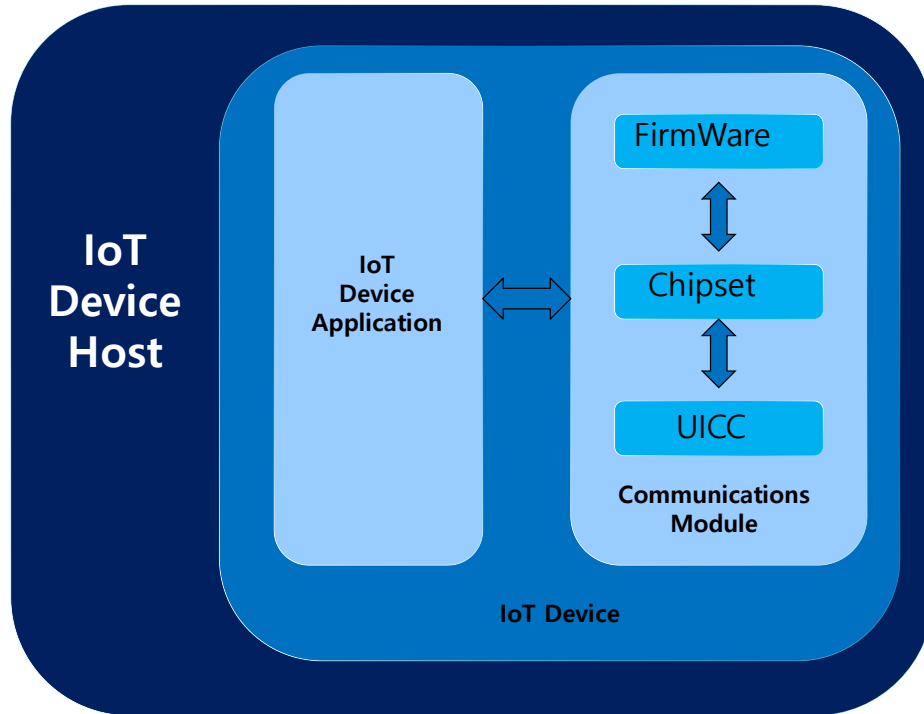 IoT
Device
Host
IoT
Device
Application
FirmWare
Chipset
UICC
Communications
Module
IoT Device